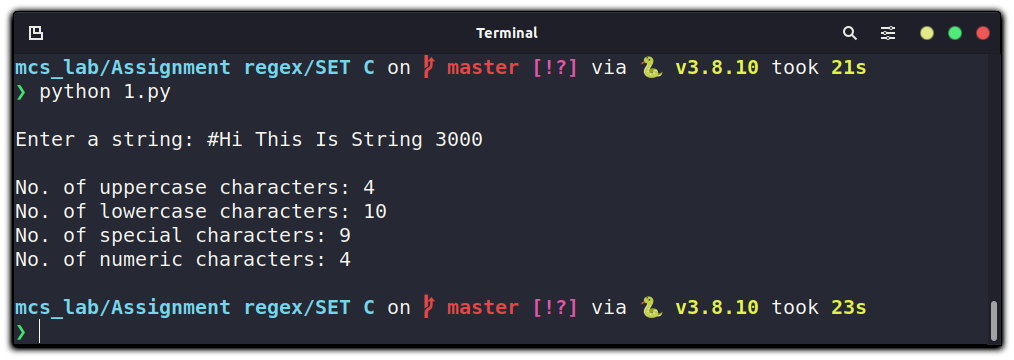 Terminal
mcs_lab/Assignment regex/SET C on master [!?] via 🐍 v3.8.10 took 21s
❯ python 1.py
Enter a string: #Hi This Is String 3000
No. of uppercase characters: 4
No. of lowercase characters: 10
No. of special characters: 9
No. of numeric characters: 4
mcs_lab/Assignment regex/SET C on master [!?] via 🐍 v3.8.10 took 23s
❯